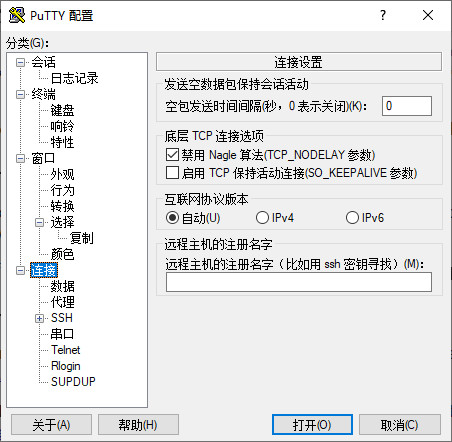 PuTTY 配置
?
分类(G):
会话
日志记录
终端
键盘
响铃
特性
窗口
外观
行为
转换
选择
复制
颜色
连接
数据
代理
SSH
串口
Telnet
Rlogin
SUPDUP
连接设置
发送空数据包保持会话活动
空包发送时间间隔(秒，0 表示关闭)(K): 0
底层 TCP 连接选项
禁用 Nagle 算法(TCP_NODELAY 参数)
启用 TCP 保持活动连接(SO_KEEPALIVE 参数)
互联网协议版本
自动(U) IPv4 IPv6
远程主机的注册名字
远程主机的注册名字（比如用 ssh 密钥寻找）(M):
关于(A) 帮助(H) 打开(O) 取消(C)